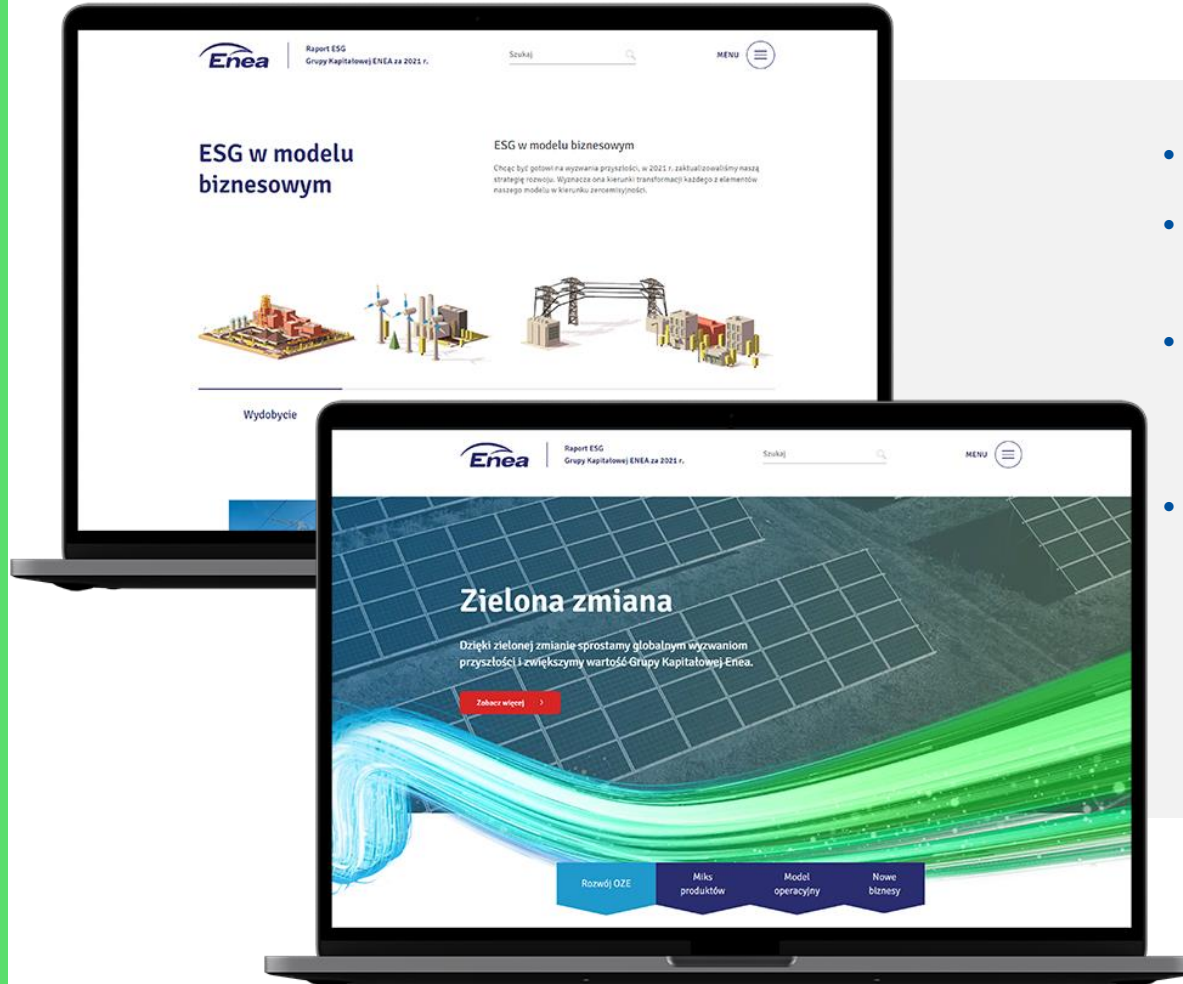 Enea
Raport ESG
Grupy Kapitałowej ENEA za 2021 r.
Szukaj
MENU
ESG w modelu
biznesowym
ESG w modelu biznesowym
Chcąc być gotowi na wyzwania przyszłości, w 2021 r. zaktualizowaliśmy naszą
strategię rozwoju. Wyznacza ona kierunki transformacji każdego z elementów
naszego modelu w kierunku zeroemisyjności.
Wydobycie
Enea
Raport ESG
Grupy Kapitałowej ENEA za 2021 r.
Szukaj
MENU
Zielona zmiana
Dzięki zielonej zmianie sprostamy globalnym wyzwaniom
przyszłości i zwiększymy wartość Grupy Kapitałowej Enea.
Zobacz więcej
Rozwój OZE
Miks
produktów
Model
operacyjny
Nowe
biznesy